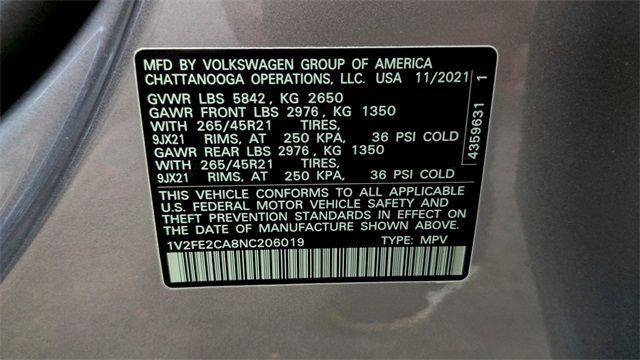 MFD BY VOLKSWAGEN GROUP OF AMERICA
CHATTANOOGA OPERATIONS, LLC. USA 11/2021
GVWR LBS 5842, KG 2650
GAWR FRONT LBS 2976, KG 1350
WITH 265/45R21 TIRES,
9JX21 RIMS, AT 250 KPA, 36 PSI COLD
GAWR REAR LBS 2976, KG 1350
WITH 265/45R21 TIRES,
9JX21 RIMS, AT 250 KPA, 36 PSI COLD
THIS VEHICLE CONFORMS TO ALL APPLICABLE
U.S. FEDERAL MOTOR VEHICLE SAFETY AND
THEFT PREVENTION STANDARDS IN EFFECT ON
THE DATE OF MANUFACTURE SHOWN ABOVE.
1V2FE2CA8NC206019 TYPE: MPV
4359631 1